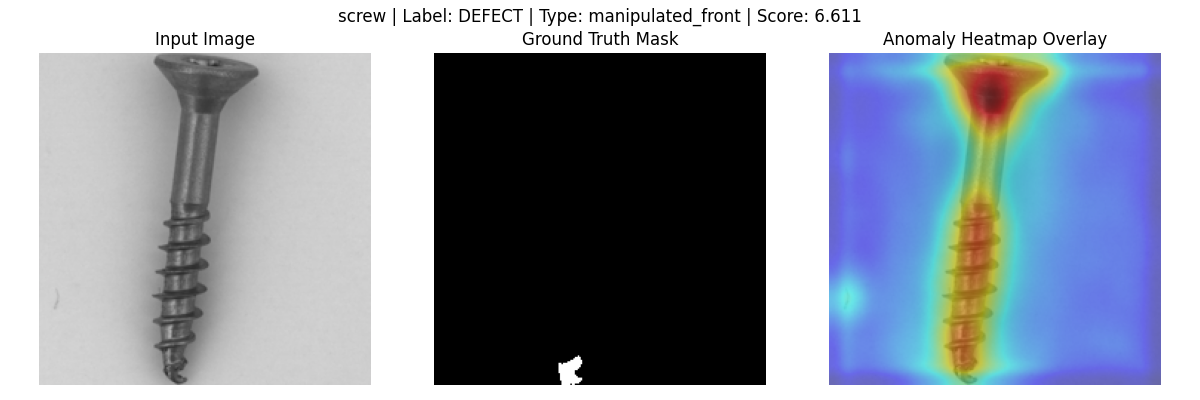 screw | Label: DEFECT | Type: manipulated_front | Score: 6.611
Input Image
Ground Truth Mask
Anomaly Heatmap Overlay